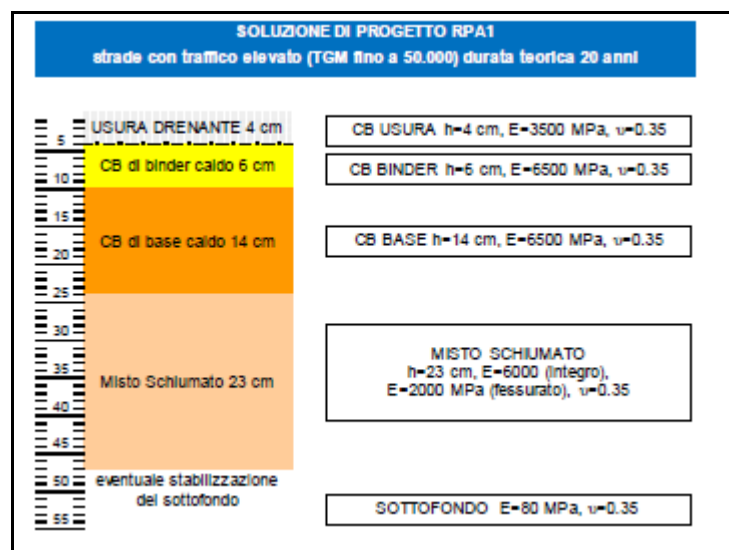 SOLUZIONE DI PROGETTO RPA1
strade con traffico elevato (TGM fino a 50.000) durata teorica 20 anni
USURA DRENANTE 4 cm
CB USURA h=4 cm, E=3500 MPa, υ=0.35
5
CB di binder caldo 6 cm
CB BINDER h=6 cm, E=6500 MPa, υ=0.35
10
15
CB di base caldo 14 cm
CB BASE h=14 cm, E=6500 MPa, υ=0.35
20
25
30
MISTO SCHIUMATO
35
h=23 cm, E=6000 (integro),
Misto Schiumato 23 cm
E=2000 MPa (fessurato), υ=0.35
40
45
50
eventuale stabilizzazione
del sottofondo
SOTTOFONDO E=80 MPa, υ=0.35
55